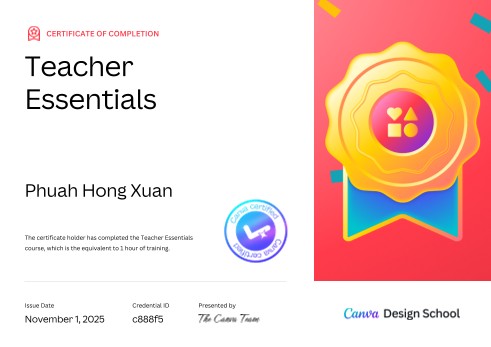 CERTIFICATE OF COMPLETION
Teacher
Essentials
Phuah Hong Xuan
The certificate holder has completed the Teacher Essentials
course, which is the equivalent to 1 hour of training.
Canva certified
Canva certified
Issue Date
November 1, 2025
Credential ID
c888f5
Presented by
The Canva Team
Canva Design School